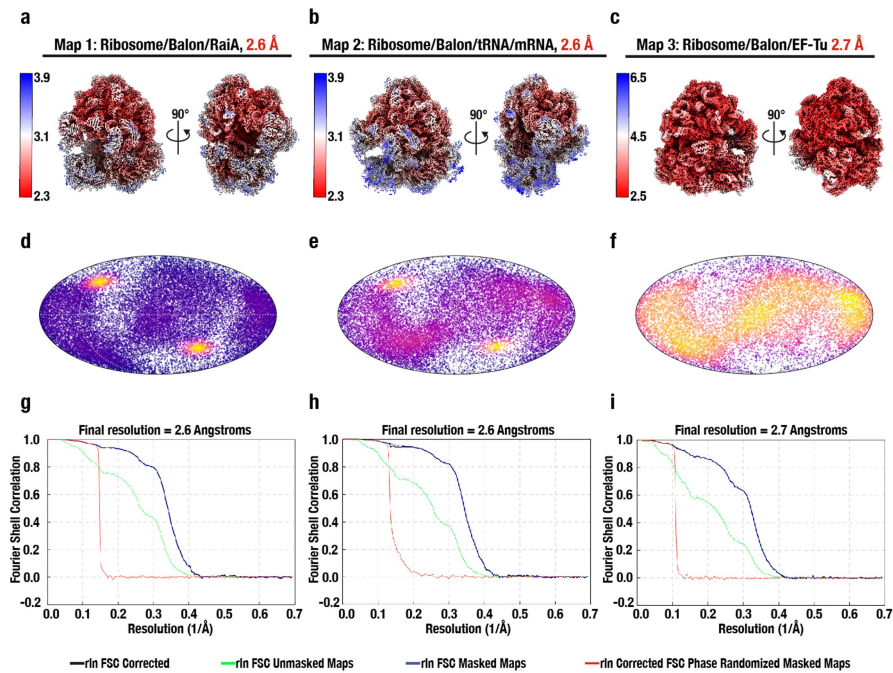 a
b
c
Map 1: Ribosome/Balon/RaiA, 2.6 Å
Map 2: Ribosome/Balon/tRNA/mRNA, 2.6 Å
Map 3: Ribosome/Balon/EF-Tu 2.7 Å
3.9
3.1
2.3
90°
3.9
3.1
2.3
90°
6.5
4.5
2.5
90°
d
e
f
g
h
i
Final resolution = 2.6 Angstroms
Fourier Shell Correlation
1.0
0.8
0.6
0.4
0.2
0.0
-0.2
0.0 0.1 0.2 0.3 0.4 0.5 0.6 0.7
Resolution (1/Å)
Final resolution = 2.6 Angstroms
Fourier Shell Correlation
1.0
0.8
0.6
0.4
0.2
0.0
-0.2
0.0 0.1 0.2 0.3 0.4 0.5 0.6 0.7
Resolution (1/Å)
Final resolution = 2.7 Angstroms
Fourier Shell Correlation
1.0
0.8
0.6
0.4
0.2
0.0
-0.2
0.0 0.1 0.2 0.3 0.4 0.5 0.6 0.7
Resolution (1/Å)
rln FSC Corrected
rln FSC Unmasked Maps
rln FSC Masked Maps
rln Corrected FSC Phase Randomized Masked Maps